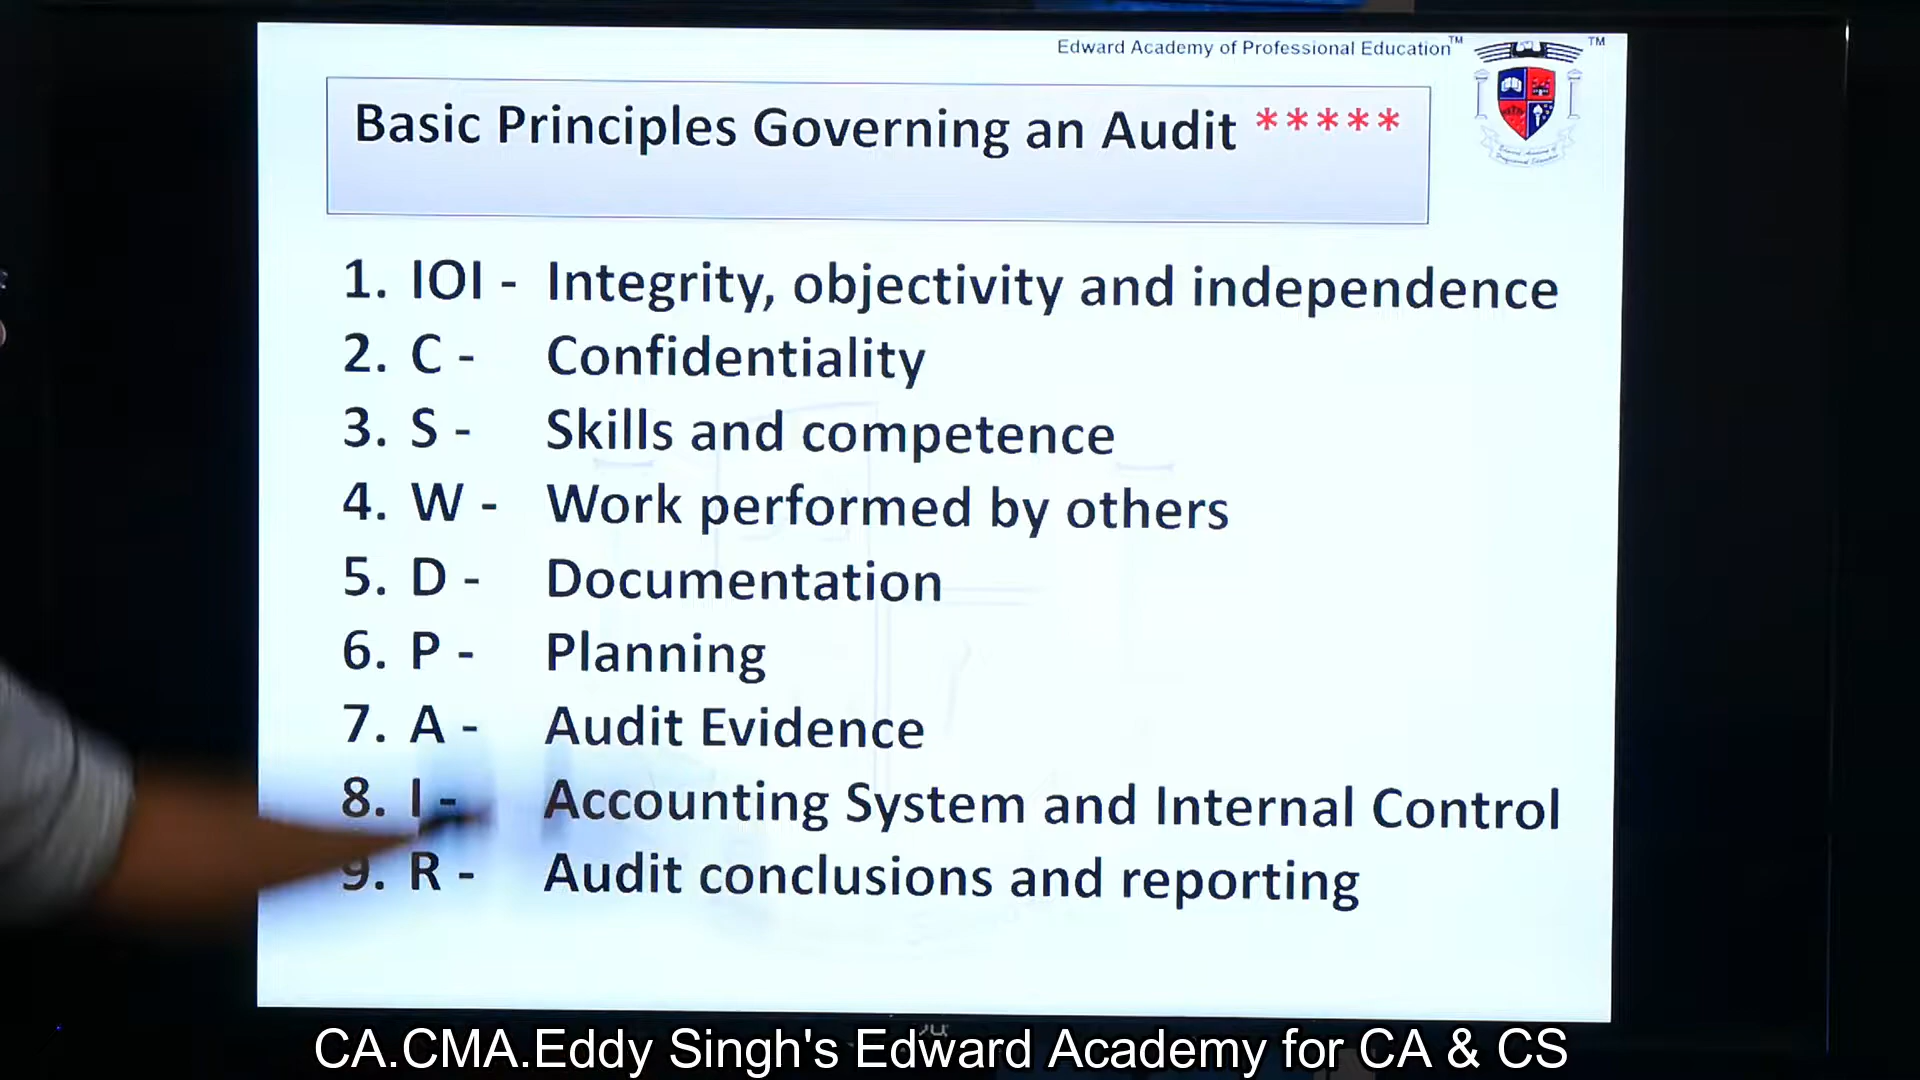 Edward Academy of Professional Education™ ™
Basic Principles Governing an Audit *****
1. IOI - Integrity, objectivity and independence
2. C - Confidentiality
3. S - Skills and competence
4. W - Work performed by others
5. D - Documentation
6. P - Planning
7. A - Audit Evidence
8. I - Accounting System and Internal Control
9. R - Audit conclusions and reporting
CA.CMA.Eddy Singh's Edward Academy for CA & CS